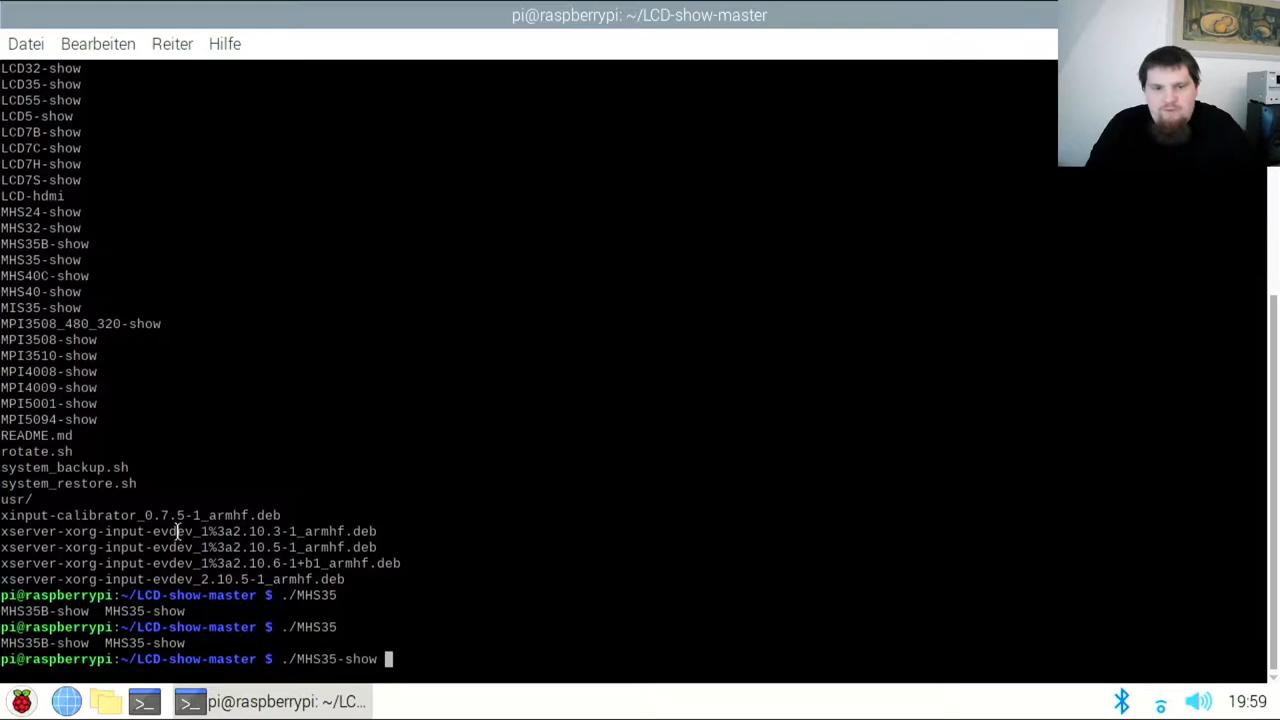 pi@raspberrypi: ~/LCD-show-master
Datei Bearbeiten Reiter Hilfe
LCD32-show
LCD35-show
LCD55-show
LCD5-show
LCD7B-show
LCD7C-show
LCD7H-show
LCD7S-show
LCD-hdmi
MHS24-show
MHS32-show
MHS35B-show
MHS35-show
MHS40C-show
MHS40-show
MIS35-show
MPI3508_480_320-show
MPI3508-show
MPI3510-show
MPI4008-show
MPI4009-show
MPI5001-show
MPI5094-show
README.md
rotate.sh
system_backup.sh
system_restore.sh
usr/
xinput-calibrator_0.7.5-1_armhf.deb
xserver-xorg-input-evdev_1%3a2.10.3-1_armhf.deb
xserver-xorg-input-evdev_1%3a2.10.5-1_armhf.deb
xserver-xorg-input-evdev_1%3a2.10.6-1+b1_armhf.deb
xserver-xorg-input-evdev_2.10.5-1_armhf.deb
pi@raspberrypi:~/LCD-show-master $ ./MHS35
MHS35B-show MHS35-show
pi@raspberrypi:~/LCD-show-master $ ./MHS35
MHS35B-show MHS35-show
pi@raspberrypi:~/LCD-show-master $ ./MHS35-show
pi@raspberrypi: ~/LC...
19:59